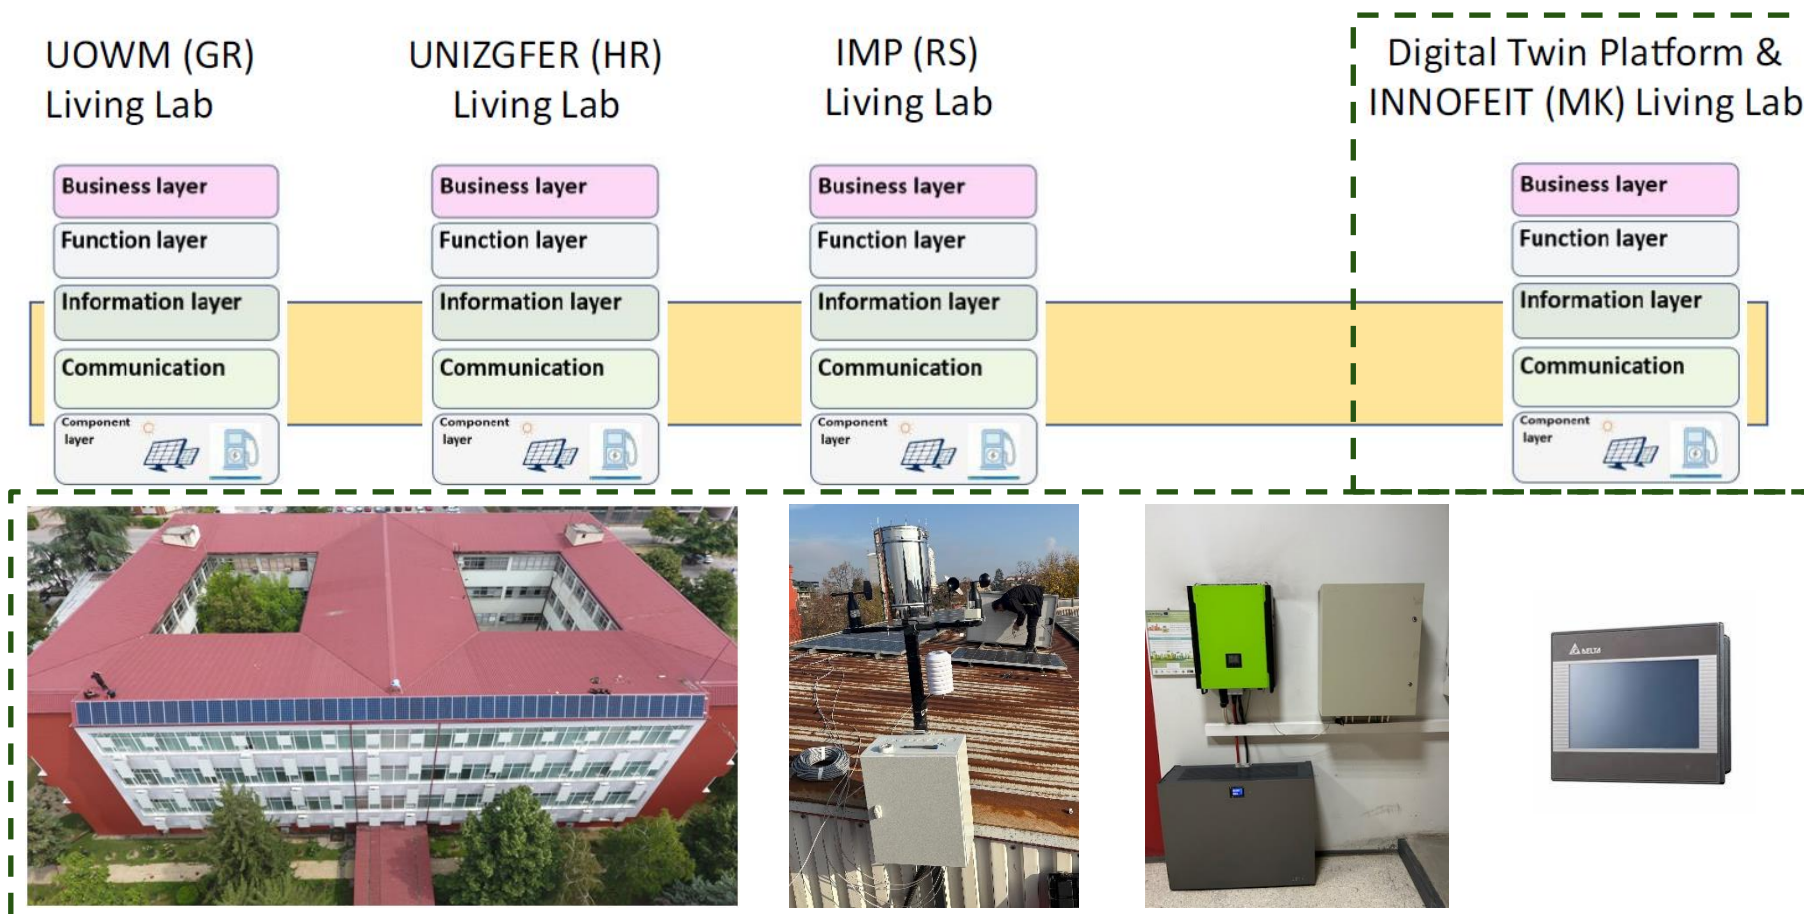 UOWM (GR)
Living Lab
UNIZGFER (HR)
Living Lab
IMP (RS)
Living Lab
Digital Twin Platform &
INNOFEIT (MK) Living Lab
Business layer
Function layer
Information layer
Communication
Component
layer
Business layer
Function layer
Information layer
Communication
Component
layer
Business layer
Function layer
Information layer
Communication
Component
layer
Business layer
Function layer
Information layer
Communication
Component
layer
DELTA